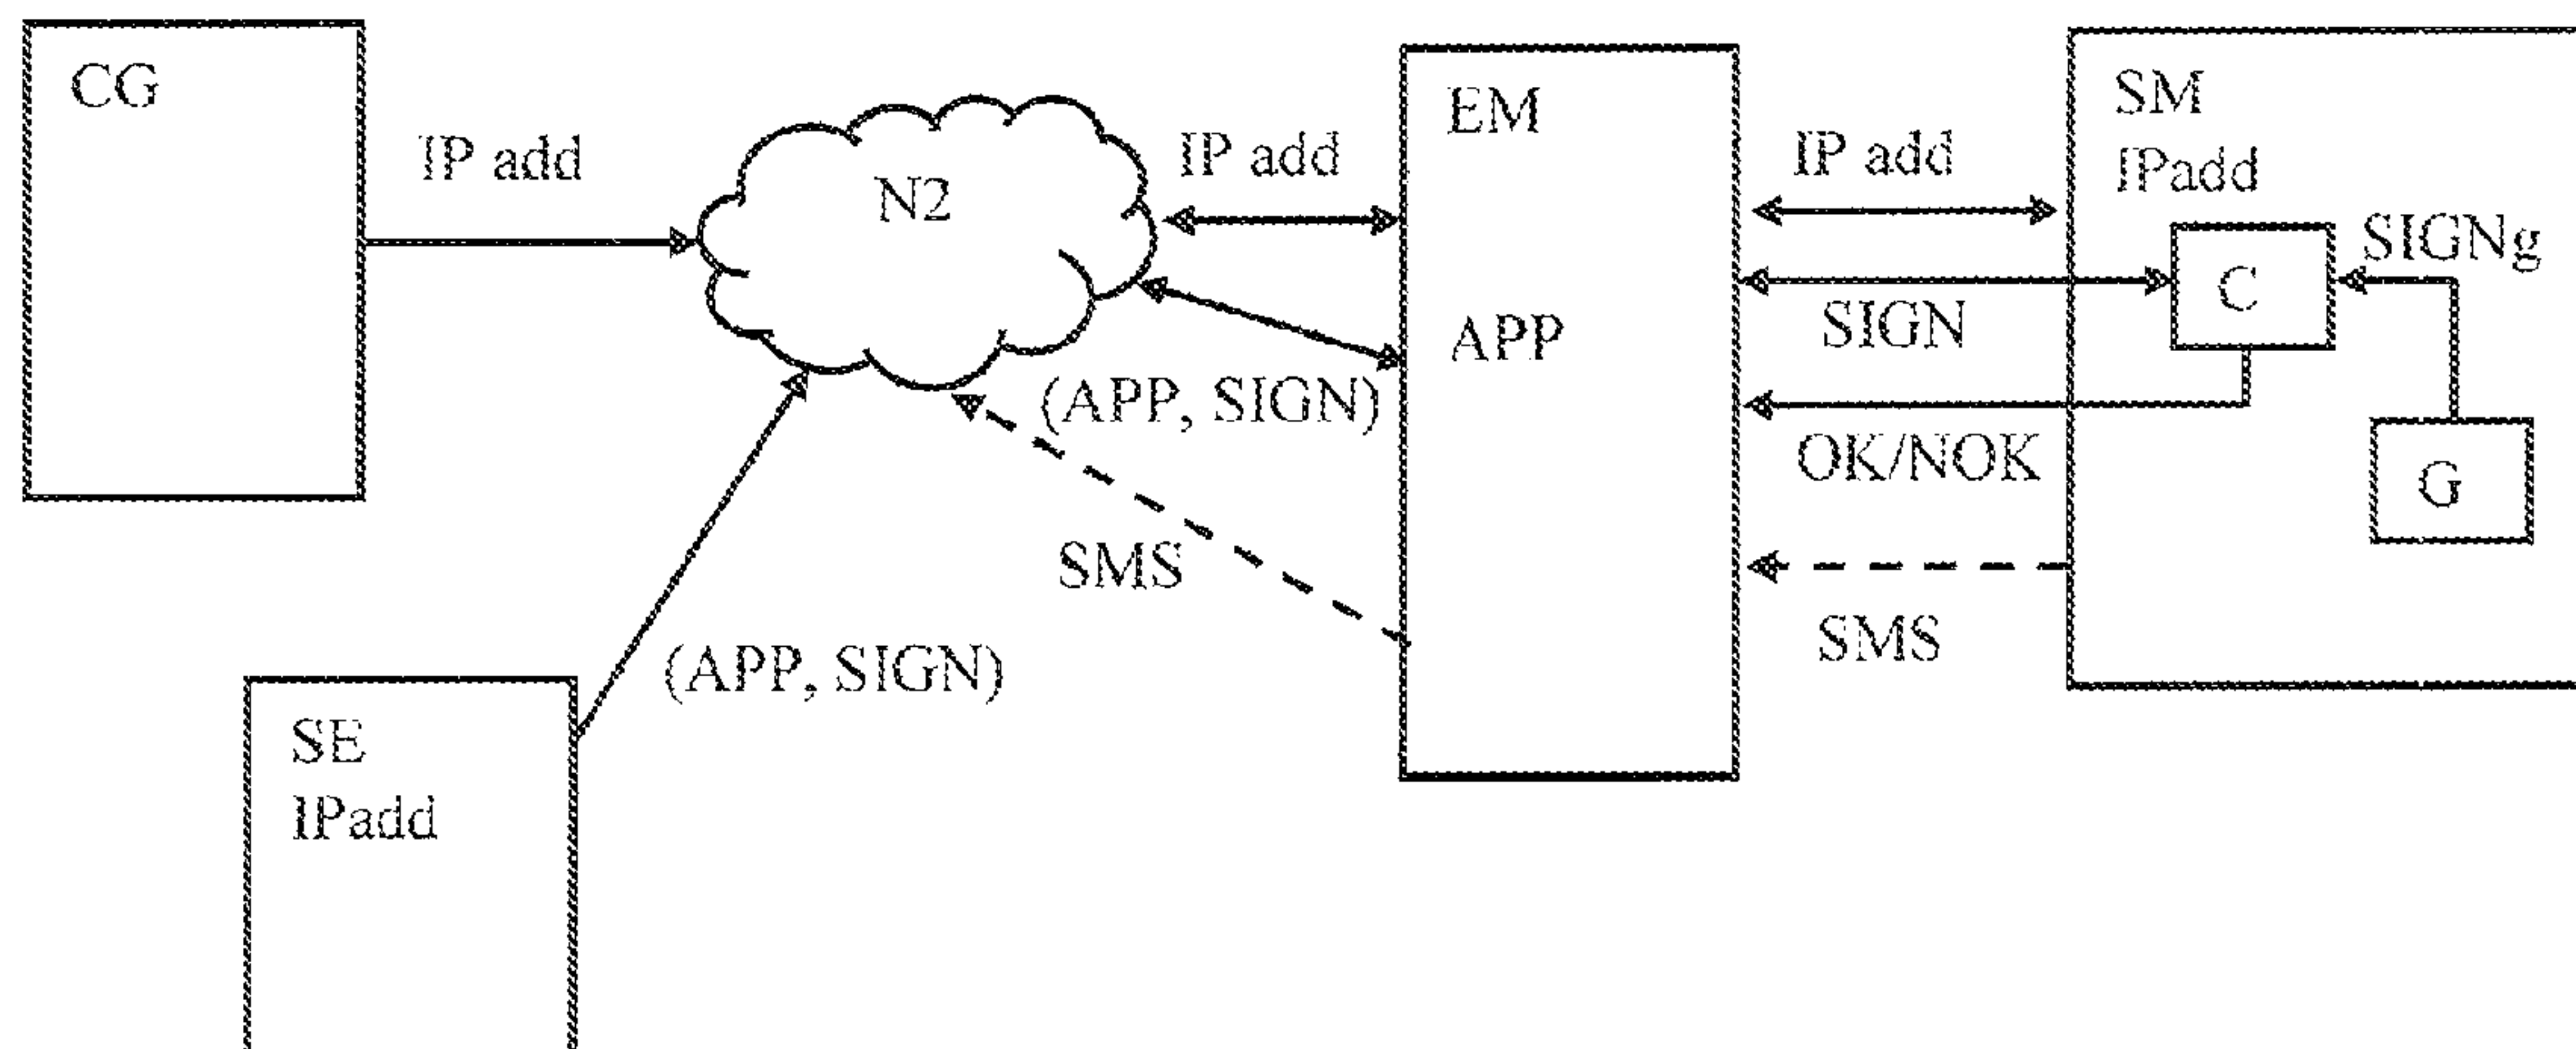 CG
IP add
N2
IP add
EM
IP add
SM
IPadd
SIGNg
C
SIGN
APP
(APP, SIGN)
OK/NOK
G
SMS
SMS
(APP, SIGN)
SE
IPadd